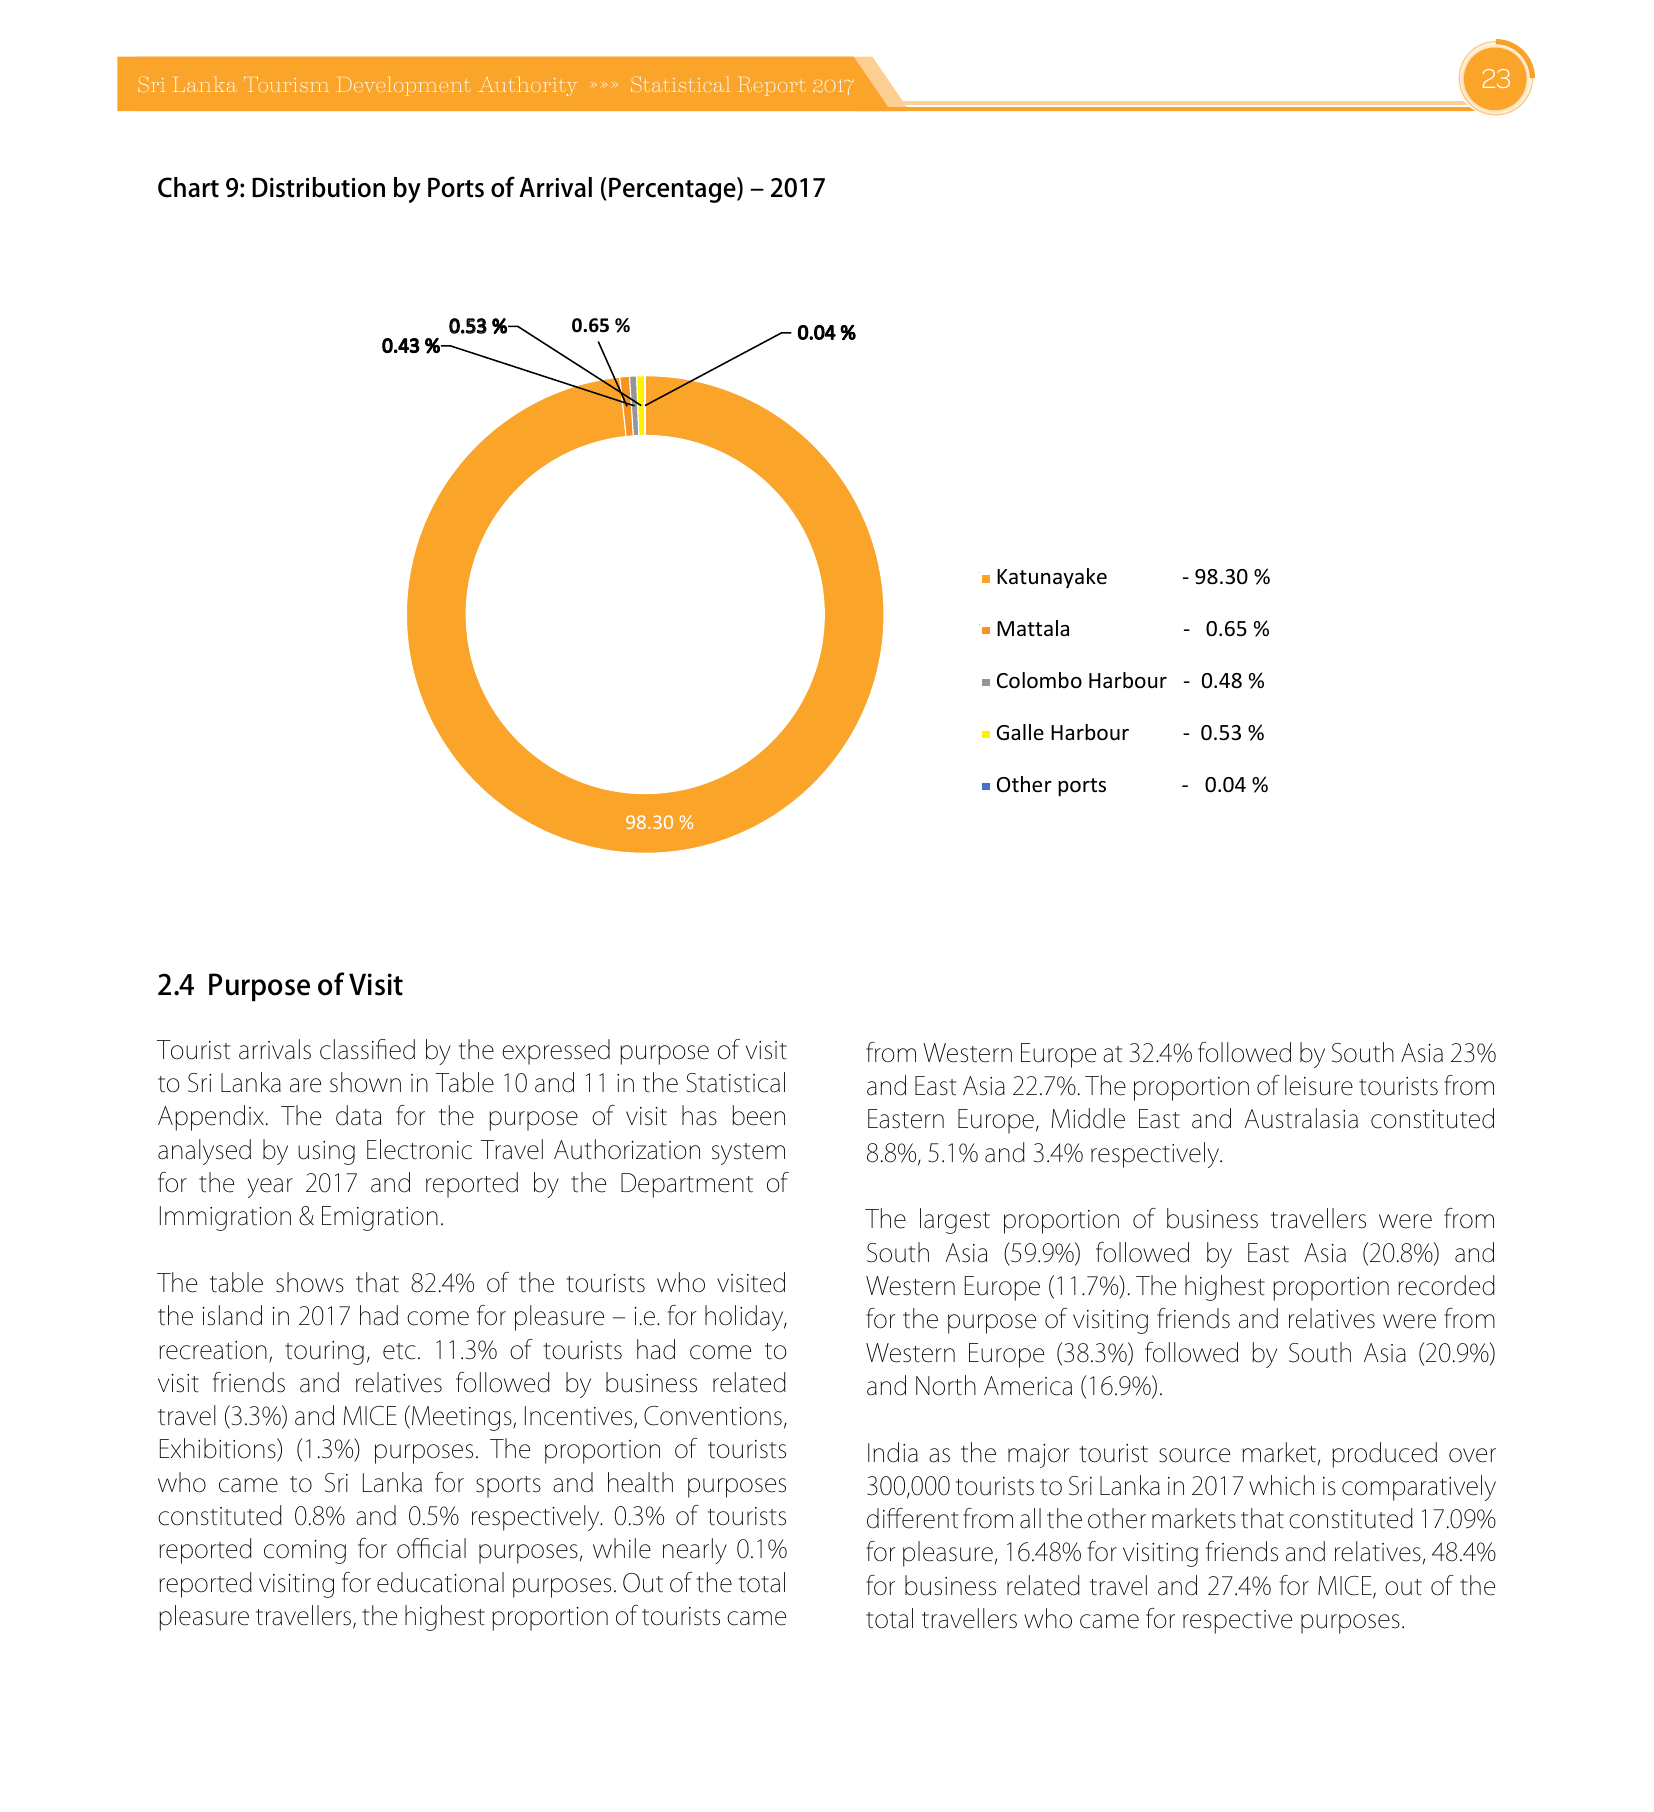 Sri Lanka Tourism Development Authority »»» Statistical Report 2017
23
Chart 9: Distribution by Ports of Arrival (Percentage) – 2017
0.53 %
0.65 %
0.04 %
0.43 %
98.30 %
Katunayake - 98.30 %
Mattala - 0.65 %
Colombo Harbour - 0.48 %
Galle Harbour - 0.53 %
Other ports - 0.04 %
2.4 Purpose of Visit
Tourist arrivals classified by the expressed purpose of visit
to Sri Lanka are shown in Table 10 and 11 in the Statistical
Appendix. The data for the purpose of visit has been
analysed by using Electronic Travel Authorization system
for the year 2017 and reported by the Department of
Immigration & Emigration.
The table shows that 82.4% of the tourists who visited
the island in 2017 had come for pleasure – i.e. for holiday,
recreation, touring, etc. 11.3% of tourists had come to
visit friends and relatives followed by business related
travel (3.3%) and MICE (Meetings, Incentives, Conventions,
Exhibitions) (1.3%) purposes. The proportion of tourists
who came to Sri Lanka for sports and health purposes
constituted 0.8% and 0.5% respectively. 0.3% of tourists
reported coming for official purposes, while nearly 0.1%
reported visiting for educational purposes. Out of the total
pleasure travellers, the highest proportion of tourists came
from Western Europe at 32.4% followed by South Asia 23%
and East Asia 22.7%. The proportion of leisure tourists from
Eastern Europe, Middle East and Australasia constituted
8.8%, 5.1% and 3.4% respectively.
The largest proportion of business travellers were from
South Asia (59.9%) followed by East Asia (20.8%) and
Western Europe (11.7%). The highest proportion recorded
for the purpose of visiting friends and relatives were from
Western Europe (38.3%) followed by South Asia (20.9%)
and North America (16.9%).
India as the major tourist source market, produced over
300,000 tourists to Sri Lanka in 2017 which is comparatively
different from all the other markets that constituted 17.09%
for pleasure, 16.48% for visiting friends and relatives, 48.4%
for business related travel and 27.4% for MICE, out of the
total travellers who came for respective purposes.